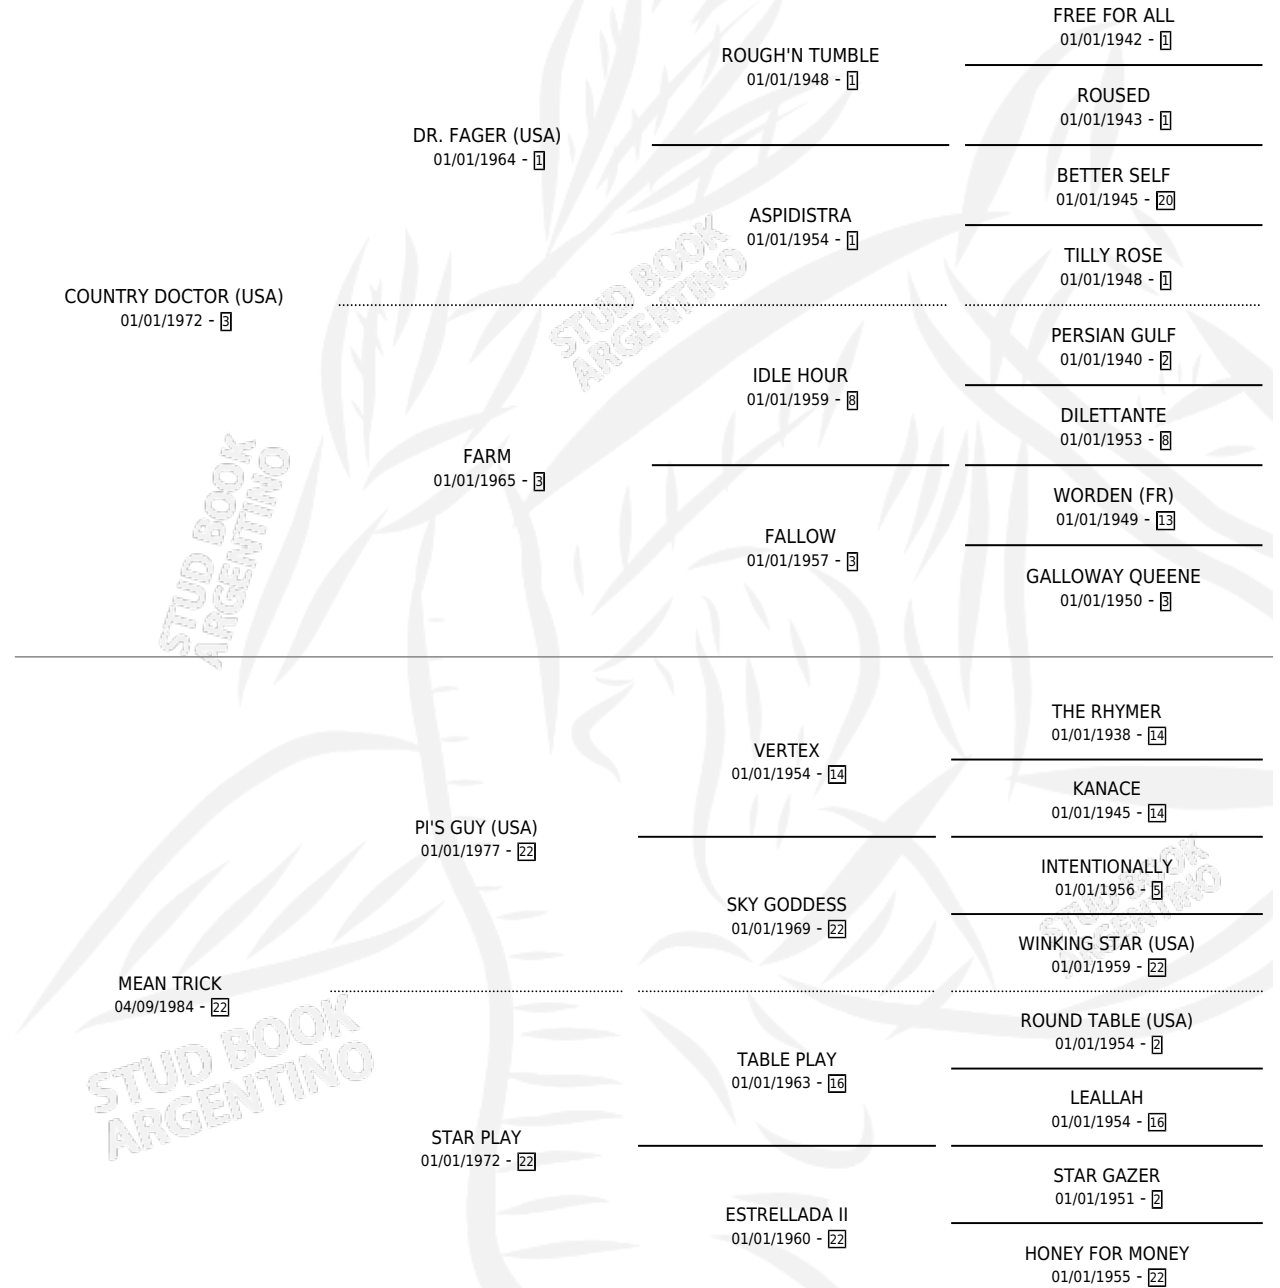 FREE FOR ALL
01/01/1942 - 1
ROUGH'N TUMBLE
01/01/1948 - 1
ROUSED
01/01/1943 - 1
DR. FAGER (USA)
01/01/1964 - 1
BETTER SELF
01/01/1945 - 20
ASPIDISTRA
01/01/1954 - 1
TILLY ROSE
01/01/1948 - 1
COUNTRY DOCTOR (USA)
01/01/1972 - 3
PERSIAN GULF
01/01/1940 - 2
IDLE HOUR
01/01/1959 - 8
DILETTANTE
01/01/1953 - 8
FARM
01/01/1965 - 3
WORDEN (FR)
01/01/1949 - 13
FALLOW
01/01/1957 - 3
GALLOWAY QUEENE
01/01/1950 - 3
THE RHYMER
01/01/1938 - 14
VERTEX
01/01/1954 - 14
KANACE
01/01/1945 - 14
PI'S GUY (USA)
01/01/1977 - 22
INTENTIONALLY
01/01/1956 - 5
SKY GODDESS
01/01/1969 - 22
WINKING STAR (USA)
01/01/1959 - 22
MEAN TRICK
04/09/1984 - 22
ROUND TABLE (USA)
01/01/1954 - 2
TABLE PLAY
01/01/1963 - 16
LEALLAH
01/01/1954 - 16
STAR PLAY
01/01/1972 - 22
STAR GAZER
01/01/1951 - 2
ESTRELLADA II
01/01/1960 - 22
HONEY FOR MONEY
01/01/1955 - 22
STUD BOOK
ARGENTINO
STUD BOOK
ARGENTINO
STUD BOOK
ARGENTINO
STUD BOOK
ARGENTINO